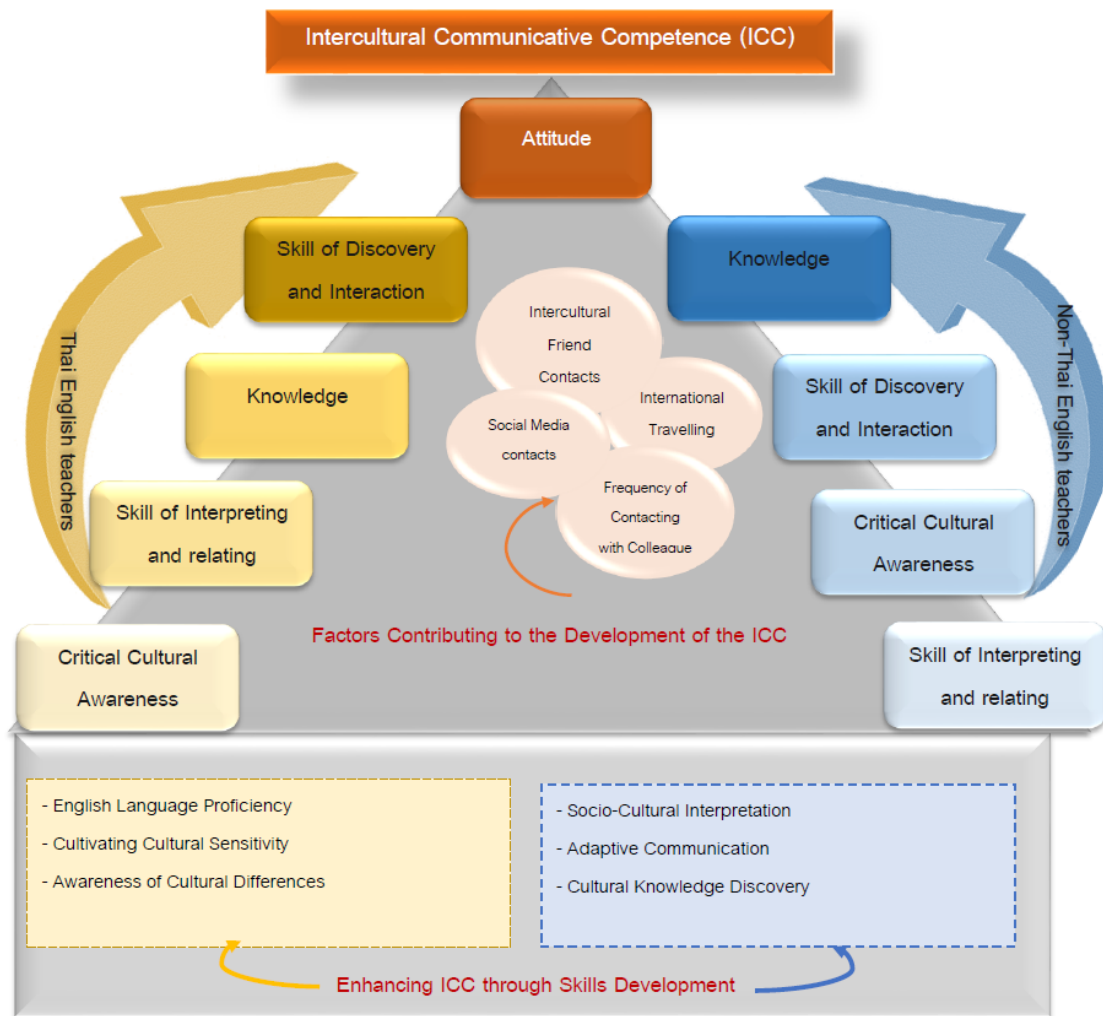 Intercultural Communicative Competence (ICC)
Attitude
Skill of Discovery
and Interaction
Knowledge
Thai English teachers
Non-Thai English teachers
Intercultural
Friend
Contacts
Knowledge
International
Travelling
Skill of Discovery
and Interaction
Social Media
contacts
Skill of Interpreting
and relating
Frequency of
Contacting
with Colleague
Critical Cultural
Awareness
Factors Contributing to the Development of the ICC
Critical Cultural
Awareness
Skill of Interpreting
and relating
- English Language Proficiency
- Cultivating Cultural Sensitivity
- Awareness of Cultural Differences
- Socio-Cultural Interpretation
- Adaptive Communication
- Cultural Knowledge Discovery
Enhancing ICC through Skills Development